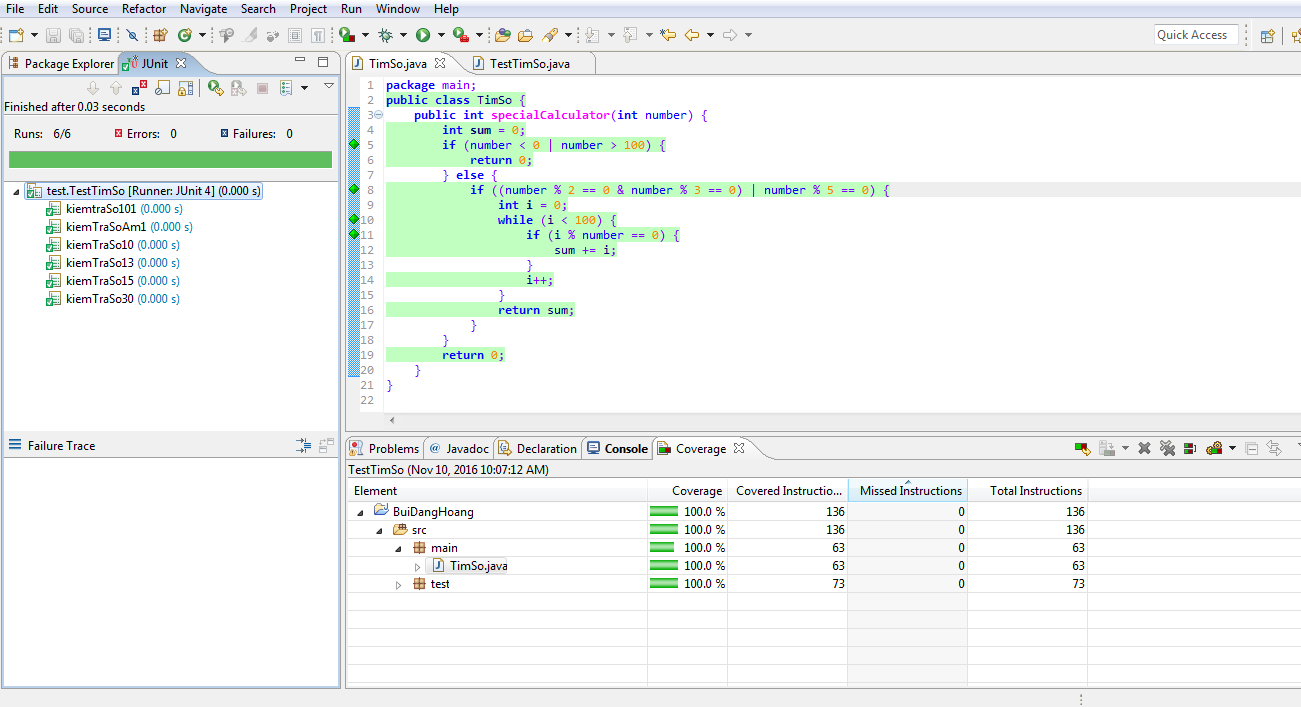 File Edit Source Refactor Navigate Search Project Run Window Help
Quick Access
Package Explorer JUnit
Finished after 0.03 seconds
Runs: 6/6 Errors: 0 Failures: 0
test.TestTimSo [Runner: JUnit 4] (0.000 s)
kiemtraSo101 (0.000 s)
kiemTraSoAm1 (0.000 s)
kiemTraSo10 (0.000 s)
kiemTraSo13 (0.000 s)
kiemTraSo15 (0.000 s)
kiemTraSo30 (0.000 s)
Failure Trace
TimSo.java TestTimSo.java
1 package main;
2 public class TimSo {
3 public int specialCalculator(int number) {
4 int sum = 0;
5 if (number < 0 | number > 100) {
6 return 0;
7 } else {
8 if ((number % 2 == 0 & number % 3 == 0) | number % 5 == 0) {
9 int i = 0;
10 while (i < 100) {
11 if (i % number == 0) {
12 sum += i;
13 }
14 i++;
15 }
16 return sum;
17 }
18 }
19 return 0;
20 }
21 }
22
Problems @ Javadoc Declaration Console Coverage
TestTimSo (Nov 10, 2016 10:07:12 AM)
Element Coverage Covered Instructio... Missed Instructions Total Instructions
BuiDangHoang 100.0 % 136 0 136
src 100.0 % 136 0 136
main 100.0 % 63 0 63
TimSo.java 100.0 % 63 0 63
test 100.0 % 73 0 73